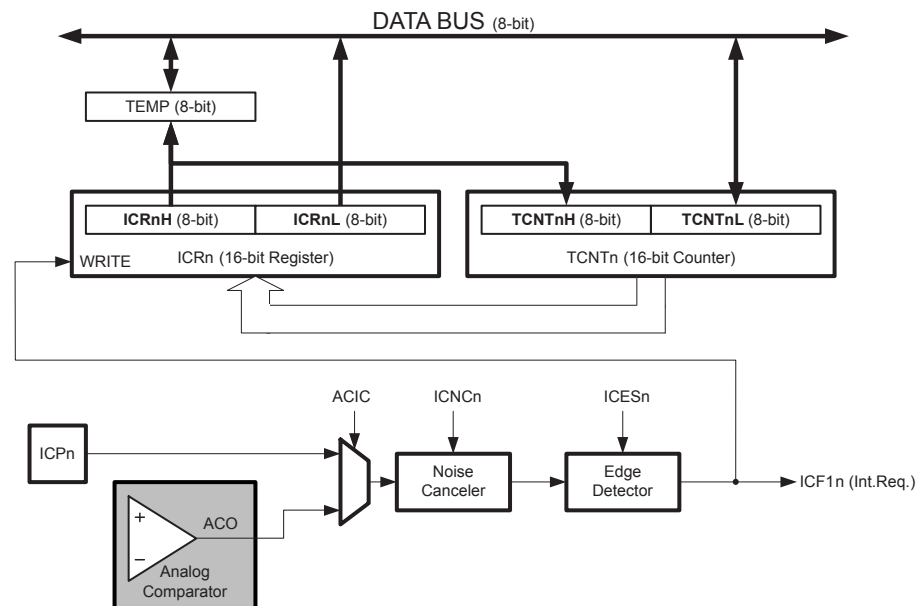 DATA BUS (8-bit)
TEMP (8-bit)
ICRnH (8-bit)
ICRnL (8-bit)
TCNTnH (8-bit)
TCNTnL (8-bit)
WRITE
ICRn (16-bit Register)
TCNTn (16-bit Counter)
ACIC
ICNCn
ICESn
ICPn
Noise
Canceler
Edge
Detector
ICF1n (Int.Req.)
+
ACO
−
Analog
Comparator